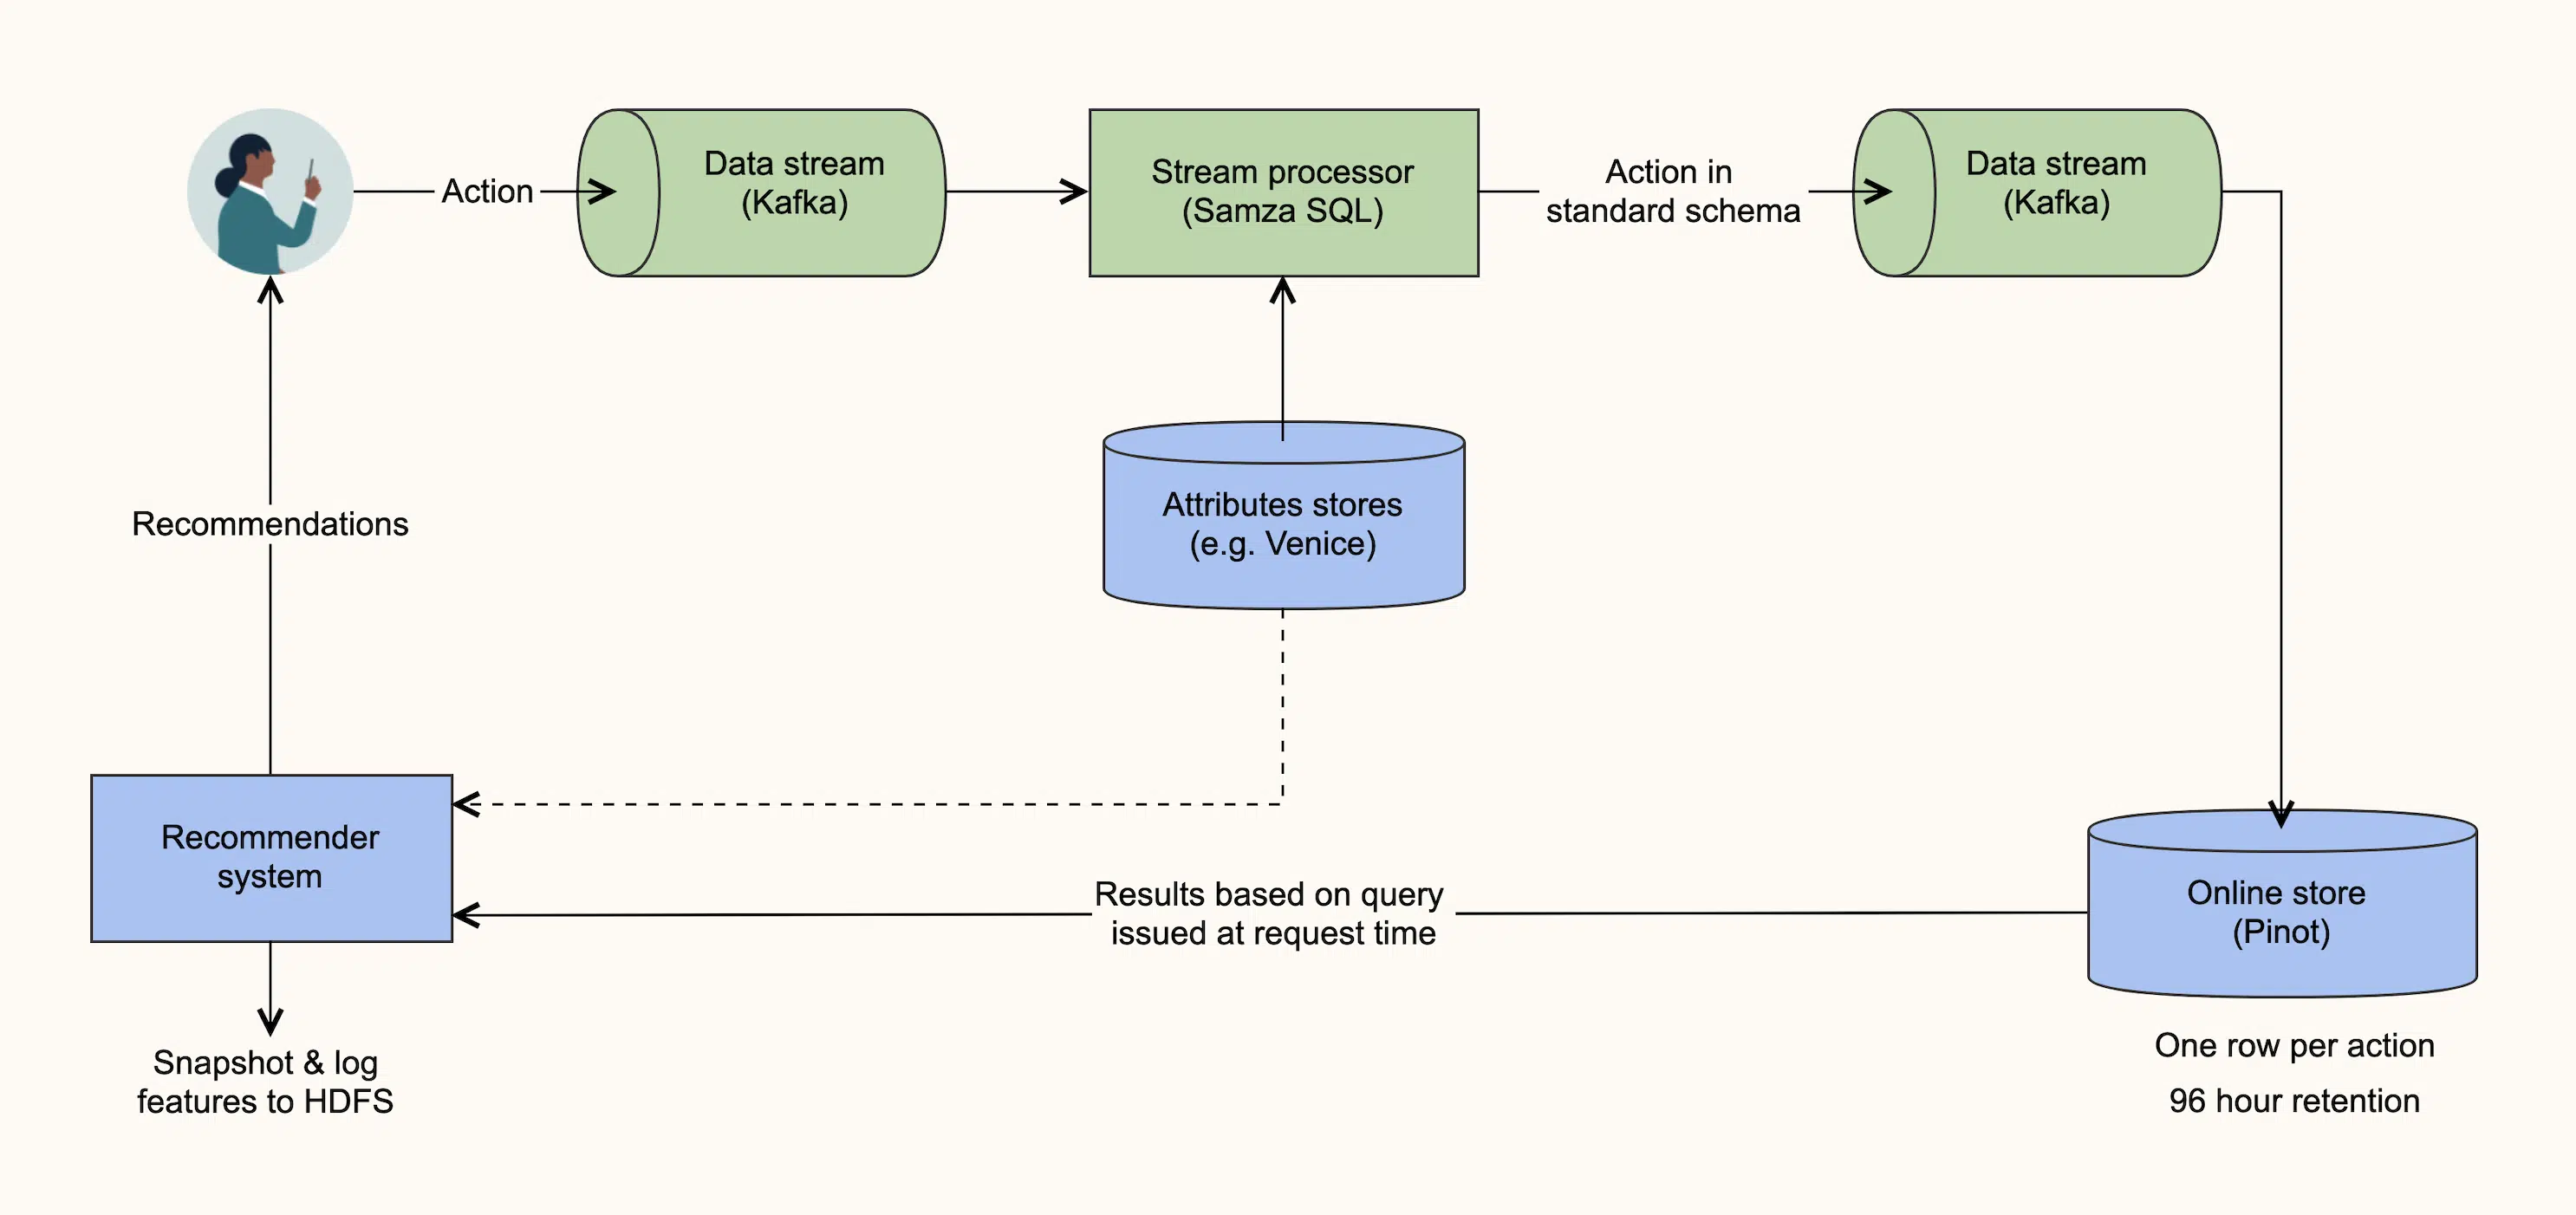 Action
Data stream
(Kafka)
Stream processor
(Samza SQL)
Action in
standard schema
Data stream
(Kafka)
Attributes stores
(e.g. Venice)
Recommendations
Recommender
system
Results based on query
issued at request time
Online store
(Pinot)
Snapshot & log
features to HDFS
One row per action
96 hour retention